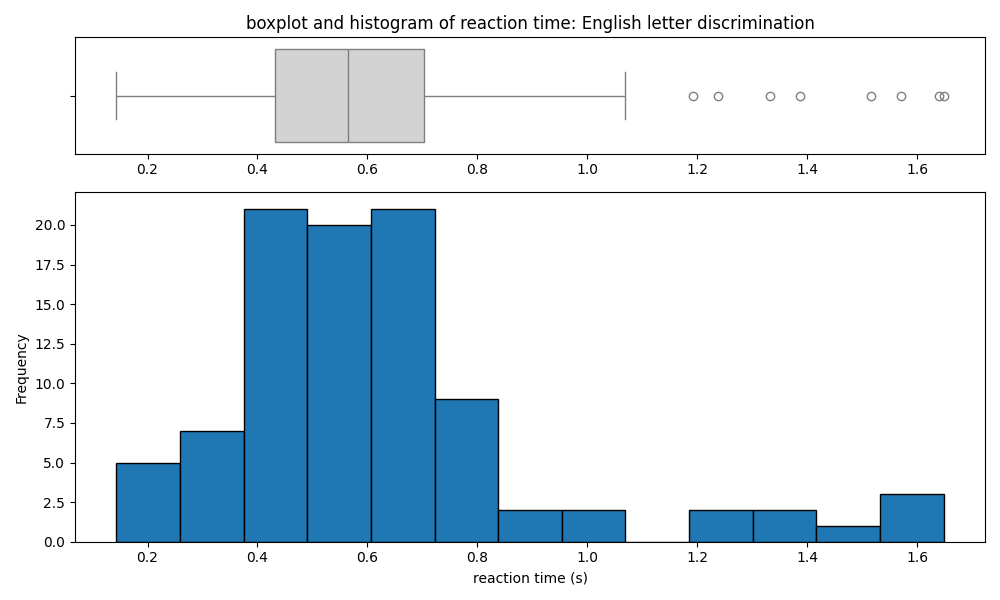 boxplot and histogram of reaction time: English letter discrimination
0.2 0.4 0.6 0.8 1.0 1.2 1.4 1.6
20.0
17.5
15.0
12.5
10.0
7.5
5.0
2.5
0.0
Frequency
0.2 0.4 0.6 0.8 1.0 1.2 1.4 1.6
reaction time (s)